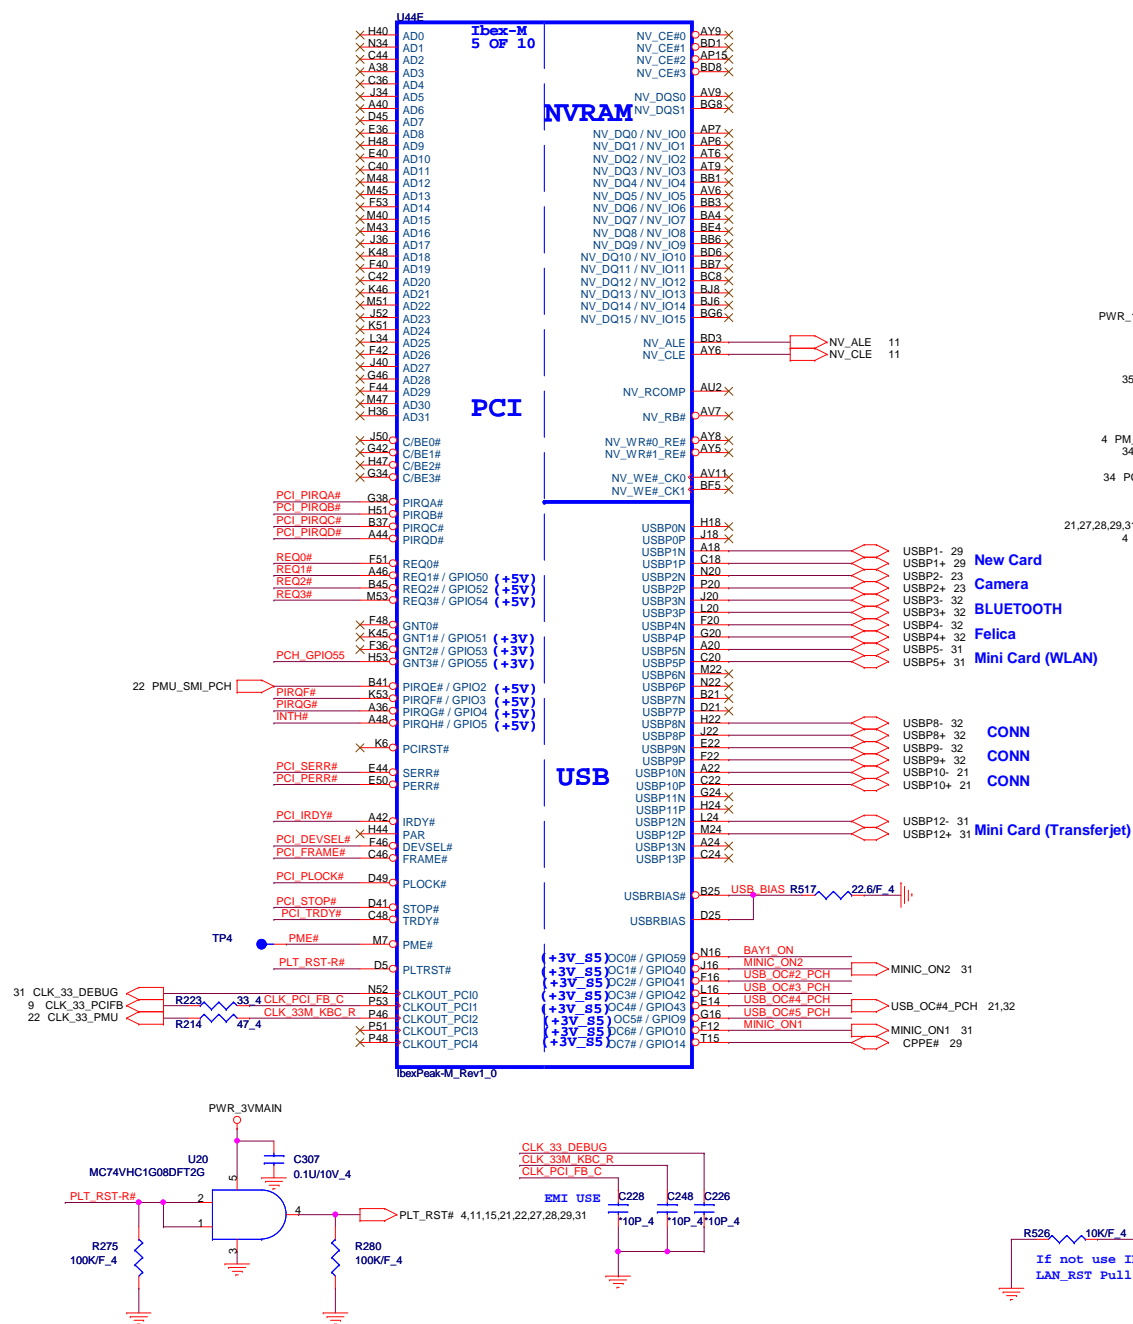 U44E
Ibex-M
5 OF 10
NVRAM
PCI
USB
H40 AD0
N34 AD1
C44 AD2
A38 AD3
C36 AD4
J34 AD5
A40 AD6
D45 AD7
E36 AD8
H48 AD9
E40 AD10
C40 AD11
M48 AD12
M45 AD13
F53 AD14
M40 AD15
M43 AD16
J36 AD17
K48 AD18
F40 AD19
C42 AD20
K46 AD21
M51 AD22
J52 AD23
K51 AD24
L34 AD25
F42 AD26
J40 AD27
G46 AD28
F44 AD29
M47 AD30
H36 AD31
J50 C/BE0#
G42 C/BE1#
H47 C/BE2#
G34 C/BE3#
PCI_PIRQA# G38 PIRQA#
PCI_PIRQB# H51 PIRQB#
PCI_PIRQC# B37 PIRQC#
PCI_PIRQD# A44 PIRQD#
REQ0# F51 REQ0#
REQ1# A46 REQ1# / GPIO50 (+5V)
REQ2# B45 REQ2# / GPIO52 (+5V)
REQ3# M53 REQ3# / GPIO54 (+5V)
F48 GNT0#
K45 GNT1# / GPIO51 (+3V)
F36 GNT2# / GPIO53 (+3V)
PCH_GPIO55 H53 GNT3# / GPIO55 (+3V)
22 PMU_SMI_PCH B41 PIRQE# / GPIO2 (+5V)
PIRQF# K53 PIRQF# / GPIO3 (+5V)
PIRQG# A36 PIRQG# / GPIO4 (+5V)
INTH# A48 PIRQH# / GPIO5 (+5V)
K6 PCIRST#
PCI_SERR# E44 SERR#
PCI_PERR# E50 PERR#
PCI_IRDY# A42 IRDY#
H44 PAR
PCI_DEVSEL# F46 DEVSEL#
PCI_FRAME# C46 FRAME#
PCI_PLOCK# D49 PLOCK#
PCI_STOP# D41 STOP#
PCI_TRDY# C48 TRDY#
TP4 PME# M7 PME#
PLT_RST-R# D5 PLTRST#
31 CLK_33_DEBUG N52 CLKOUT_PCI0
9 CLK_33_PCIFB R223 33_4 CLK_PCI_FB_C P53 CLKOUT_PCI1
22 CLK_33_PMU R214 47_4 CLK_33M_KBC_R P46 CLKOUT_PCI2
P51 CLKOUT_PCI3
P48 CLKOUT_PCI4
IbexPeak-M_Rev1_0
NV_CE#0 AY9
NV_CE#1 BD1
NV_CE#2 AP15
NV_CE#3 BD8
NV_DQS0 AV9
NV_DQS1 BG8
NV_DQ0 / NV_IO0 AP7
NV_DQ1 / NV_IO1 AP6
NV_DQ2 / NV_IO2 AT6
NV_DQ3 / NV_IO3 AT9
NV_DQ4 / NV_IO4 BB1
NV_DQ5 / NV_IO5 AV6
NV_DQ6 / NV_IO6 BB3
NV_DQ7 / NV_IO7 BA4
NV_DQ8 / NV_IO8 BE4
NV_DQ9 / NV_IO9 BB6
NV_DQ10 / NV_IO10 BD6
NV_DQ11 / NV_IO11 BB7
NV_DQ12 / NV_IO12 BC8
NV_DQ13 / NV_IO13 BJ8
NV_DQ14 / NV_IO14 BJ6
NV_DQ15 / NV_IO15 BG6
NV_ALE BD3 NV_ALE 11
NV_CLE AY6 NV_CLE 11
NV_RCOMP AU2
NV_RB# AV7
NV_WR#0_RE# AY8
NV_WR#1_RE# AY5
NV_WE#_CK0 AV11
NV_WE#_CK1 BF5
USBP0N H18
USBP0P J18
USBP1N A18 USBP1- 29
USBP1P C18 USBP1+ 29 New Card
USBP2N N20 USBP2- 23
USBP2P P20 USBP2+ 23 Camera
USBP3N J20 USBP3- 32
USBP3P L20 USBP3+ 32 BLUETOOTH
USBP4N F20 USBP4- 32
USBP4P G20 USBP4+ 32 Felica
USBP5N A20 USBP5- 31
USBP5P C20 USBP5+ 31 Mini Card (WLAN)
USBP6N M22
USBP6P N22
USBP7N B21
USBP7P D21
USBP8N H22 USBP8- 32
USBP8P J22 USBP8+ 32 CONN
USBP9N E22 USBP9- 32
USBP9P F22 USBP9+ 32 CONN
USBP10N A22 USBP10- 21
USBP10P C22 USBP10+ 21 CONN
USBP11N G24
USBP11P H24
USBP12N L24 USBP12- 31
USBP12P M24 USBP12+ 31 Mini Card (Transferjet)
USBP13N A24
USBP13P C24
USBRBIAS# B25 USB_BIAS R517 22.6/F_4
USBRBIAS D25
(+3V_S5) OC0# / GPIO59 N16 BAY1_ON
(+3V_S5) OC1# / GPIO40 J16 MINIC_ON2 MINIC_ON2 31
(+3V_S5) OC2# / GPIO41 F16 USB_OC#2_PCH
(+3V_S5) OC3# / GPIO42 L16 USB_OC#3_PCH
(+3V_S5) OC4# / GPIO43 E14 USB_OC#4_PCH USB_OC#4_PCH 21,32
(+3V_S5) OC5# / GPIO9 G16 USB_OC#5_PCH
(+3V_S5) OC6# / GPIO10 F12 MINIC_ON1 MINIC_ON1 31
(+3V_S5) OC7# / GPIO14 T15 CPPE# 29
PWR_
35
4 PM_
34
34 PC
21,27,28,29,31
4
PWR_3VMAIN
U20
MC74VHC1G08DFT2G
C307
0.1U/10V_4
5
PLT_RST-R# 2
1
4
3
PLT_RST# 4,11,15,21,22,27,28,29,31
R275
100K/F_4
R280
100K/F_4
CLK_33_DEBUG
CLK_33M_KBC_R
CLK_PCI_FB_C
EMI USE
C228 C248 C226
*10P_4 *10P_4 *10P_4
R526 10K/F_4
If not use I
LAN_RST Pull